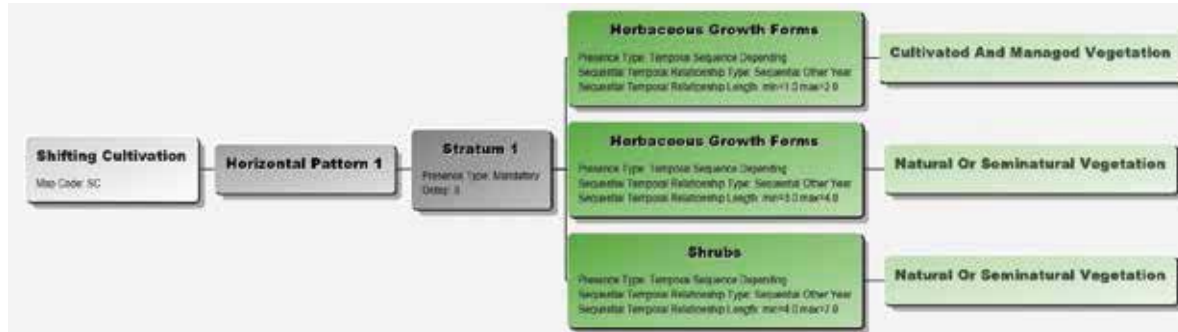 Shifting Cultivation
Map Code: SC
Horizontal Pattern 1
Stratum 1
Presence Type: Mandatory
Ontop: 0
Herbaceous Growth Forms
Presence Type: Temporal Sequence Depending
Sequential Temporal Relationship Type: Sequential Other Year
Sequential Temporal Relationship Length: min=1.0 max=2.0
Cultivated And Managed Vegetation
Herbaceous Growth Forms
Presence Type: Temporal Sequence Depending
Sequential Temporal Relationship Type: Sequential Other Year
Sequential Temporal Relationship Length: min=3.0 max=4.0
Natural Or Seminatural Vegetation
Shrubs
Presence Type: Temporal Sequence Depending
Sequential Temporal Relationship Type: Sequential Other Year
Sequential Temporal Relationship Length: max=7.0
Natural Or Seminatural Vegetation